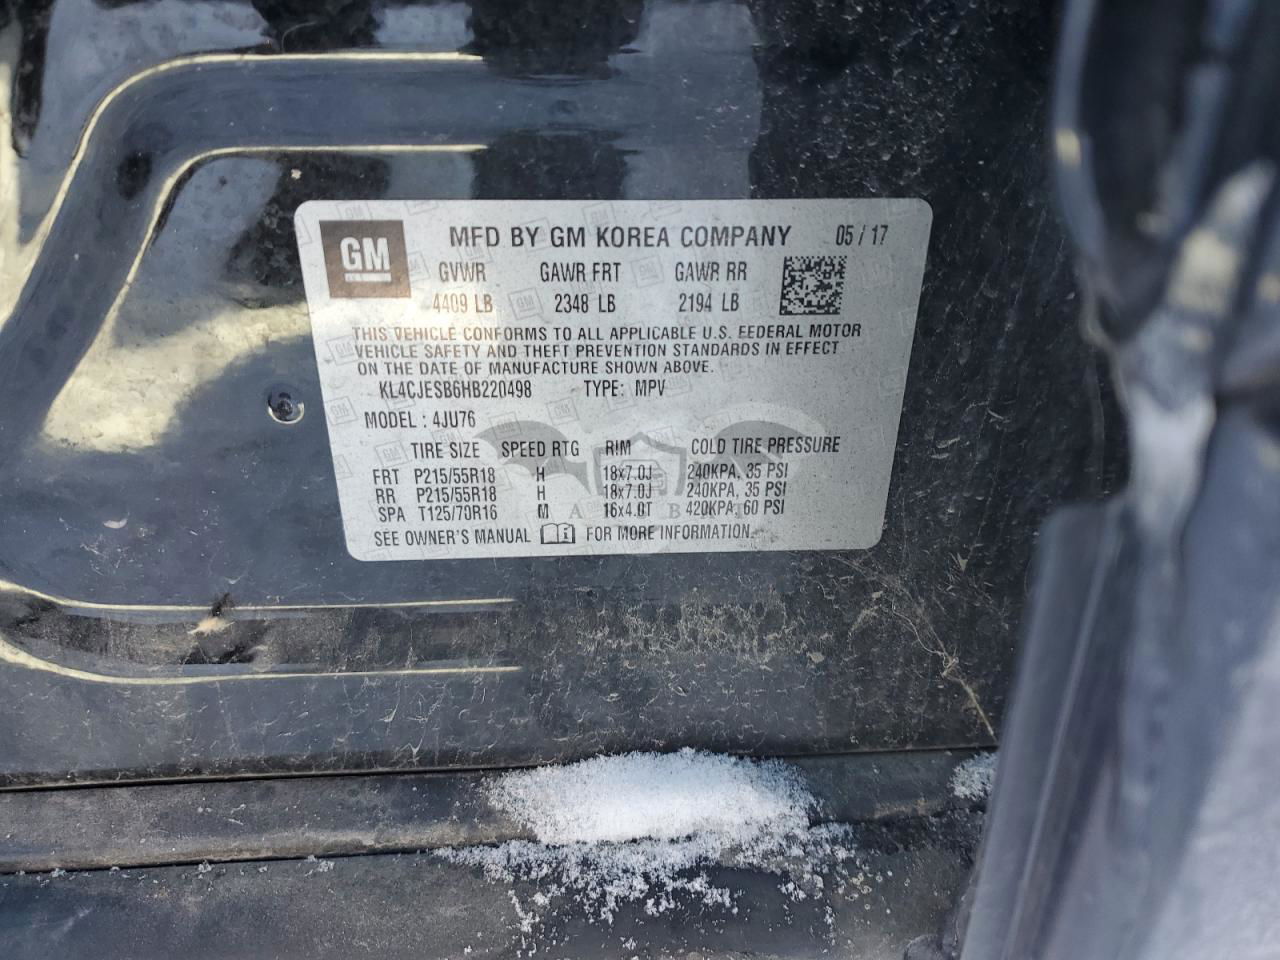 GM MFD BY GM KOREA COMPANY 05 / 17
GVWR GAWR FRT GAWR RR
4409 LB 2348 LB 2194 LB
THIS VEHICLE CONFORMS TO ALL APPLICABLE U.S. FEDERAL MOTOR
VEHICLE SAFETY AND THEFT PREVENTION STANDARDS IN EFFECT
ON THE DATE OF MANUFACTURE SHOWN ABOVE.
KL4CJESB6HB220498 TYPE: MPV
MODEL : 4JU76
TIRE SIZE SPEED RTG RIM COLD TIRE PRESSURE
FRT P215/55R18 H 18x7.0J 240KPA, 35 PSI
RR P215/55R18 H 18x7.0J 240KPA, 35 PSI
SPA T125/70R16 M 16x4.0T 420KPA, 60 PSI
SEE OWNER'S MANUAL FOR MORE INFORMATION.